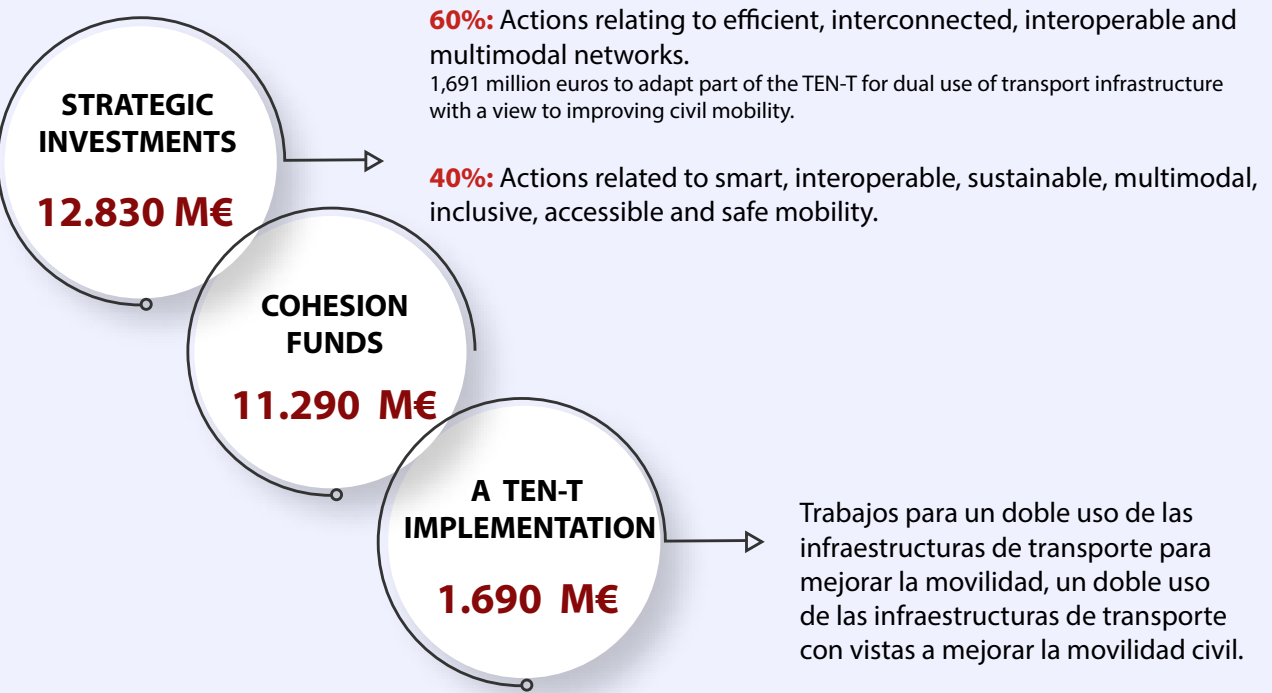 STRATEGIC
INVESTMENTS
12.830 M€
60%: Actions relating to efficient, interconnected, interoperable and
multimodal networks.
1,691 million euros to adapt part of the TEN-T for dual use of transport infrastructure
with a view to improving civil mobility.
40%: Actions related to smart, interoperable, sustainable, multimodal,
inclusive, accessible and safe mobility.
COHESION
FUNDS
11.290 M€
A TEN-T
IMPLEMENTATION
1.690 M€
Trabajos para un doble uso de las
infraestructuras de transporte para
mejorar la movilidad, un doble uso
de las infraestructuras de transporte
con vistas a mejorar la movilidad civil.